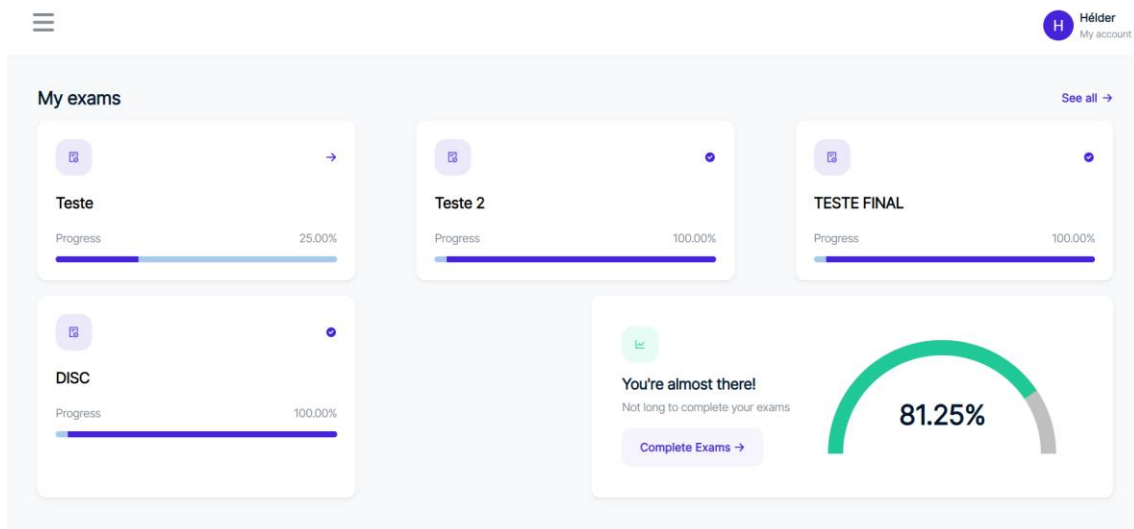 H
Hélder
My account
My exams
See all →
Teste
Progress 25.00%
Teste 2
Progress 100.00%
TESTE FINAL
Progress 100.00%
DISC
Progress 100.00%
You're almost there!
Not long to complete your exams
Complete Exams →
81.25%